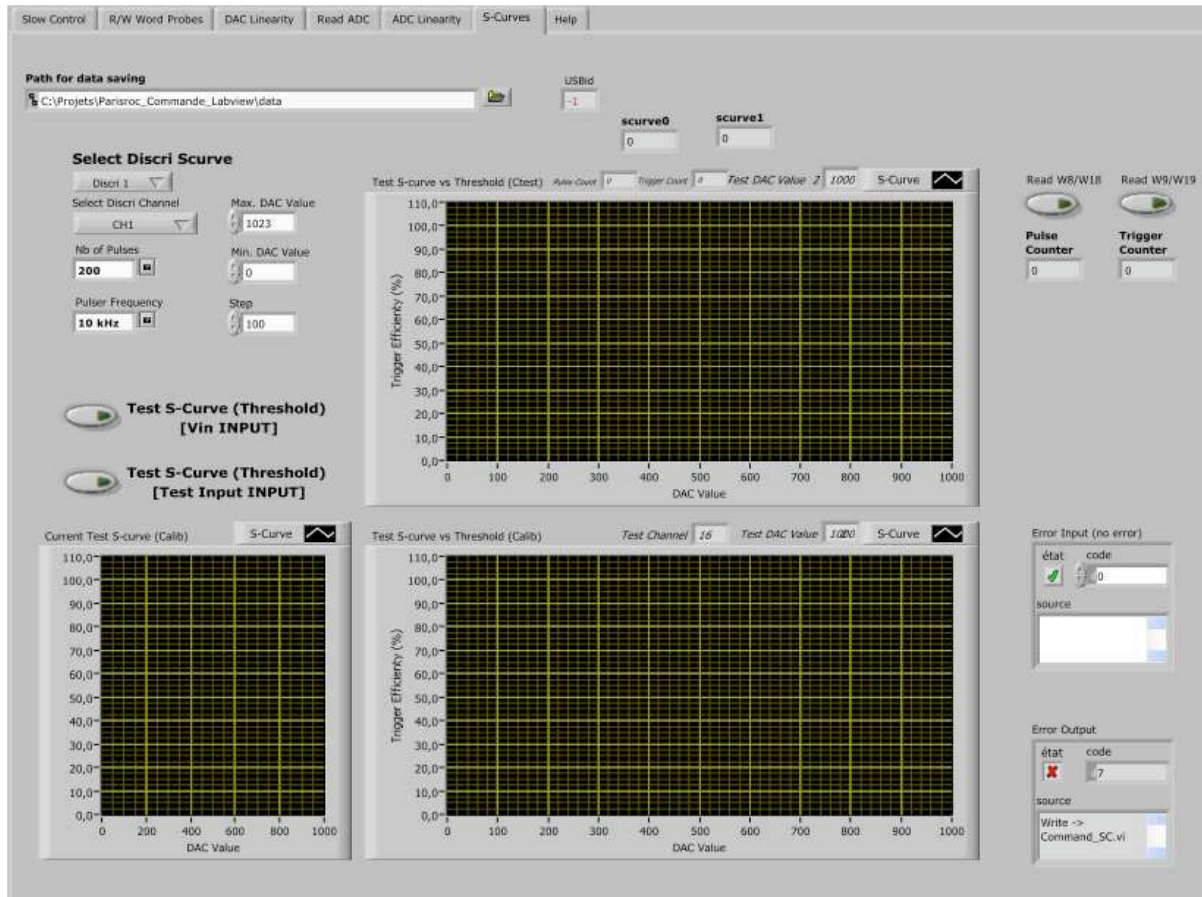 Slow Control R/W Word Probes DAC Linearity Read ADC ADC Linearity S-Curves Help
Path for data saving
C:\Projets\Parisroc_Commande_Labview\data
USBid
-1
scurve0 scurve1
0 0
Select Discri Scurve
Discri 1
Select Discri Channel
CH1
Nb of Pulses
200
Pulser Frequency
10 kHz
Max. DAC Value
1023
Min. DAC Value
0
Step
100
Test S-Curve (Threshold)
[Vin INPUT]
Test S-Curve (Threshold)
[Test Input INPUT]
Test S-curve vs Threshold (Ctest) Pulse Count 0 Trigger Count 0 Test DAC Value 2 1000 S-Curve
Trigger Efficienty (%)
110,0
100,0
90,0
80,0
70,0
60,0
50,0
40,0
30,0
20,0
10,0
0,0
0 100 200 300 400 500 600 700 800 900 1000
DAC Value
Read W8/W18 Read W9/W19
Pulse Trigger
Counter Counter
0 0
Current Test S-curve (Calib) S-Curve
110,0
100,0
90,0
80,0
70,0
60,0
50,0
40,0
30,0
20,0
10,0
0,0
0 200 400 600 800 1000
DAC Value
Test S-curve vs Threshold (Calib) Test Channel 16 Test DAC Value S-Curve
Trigger Efficienty (%)
110,0
100,0
90,0
80,0
70,0
60,0
50,0
40,0
30,0
20,0
10,0
0,0
0 100 200 300 400 500 600 700 800 900 1000
DAC Value
Error Input (no error)
état code
0
source
Error Output
état code
7
source
Write ->
Command_SC.vi